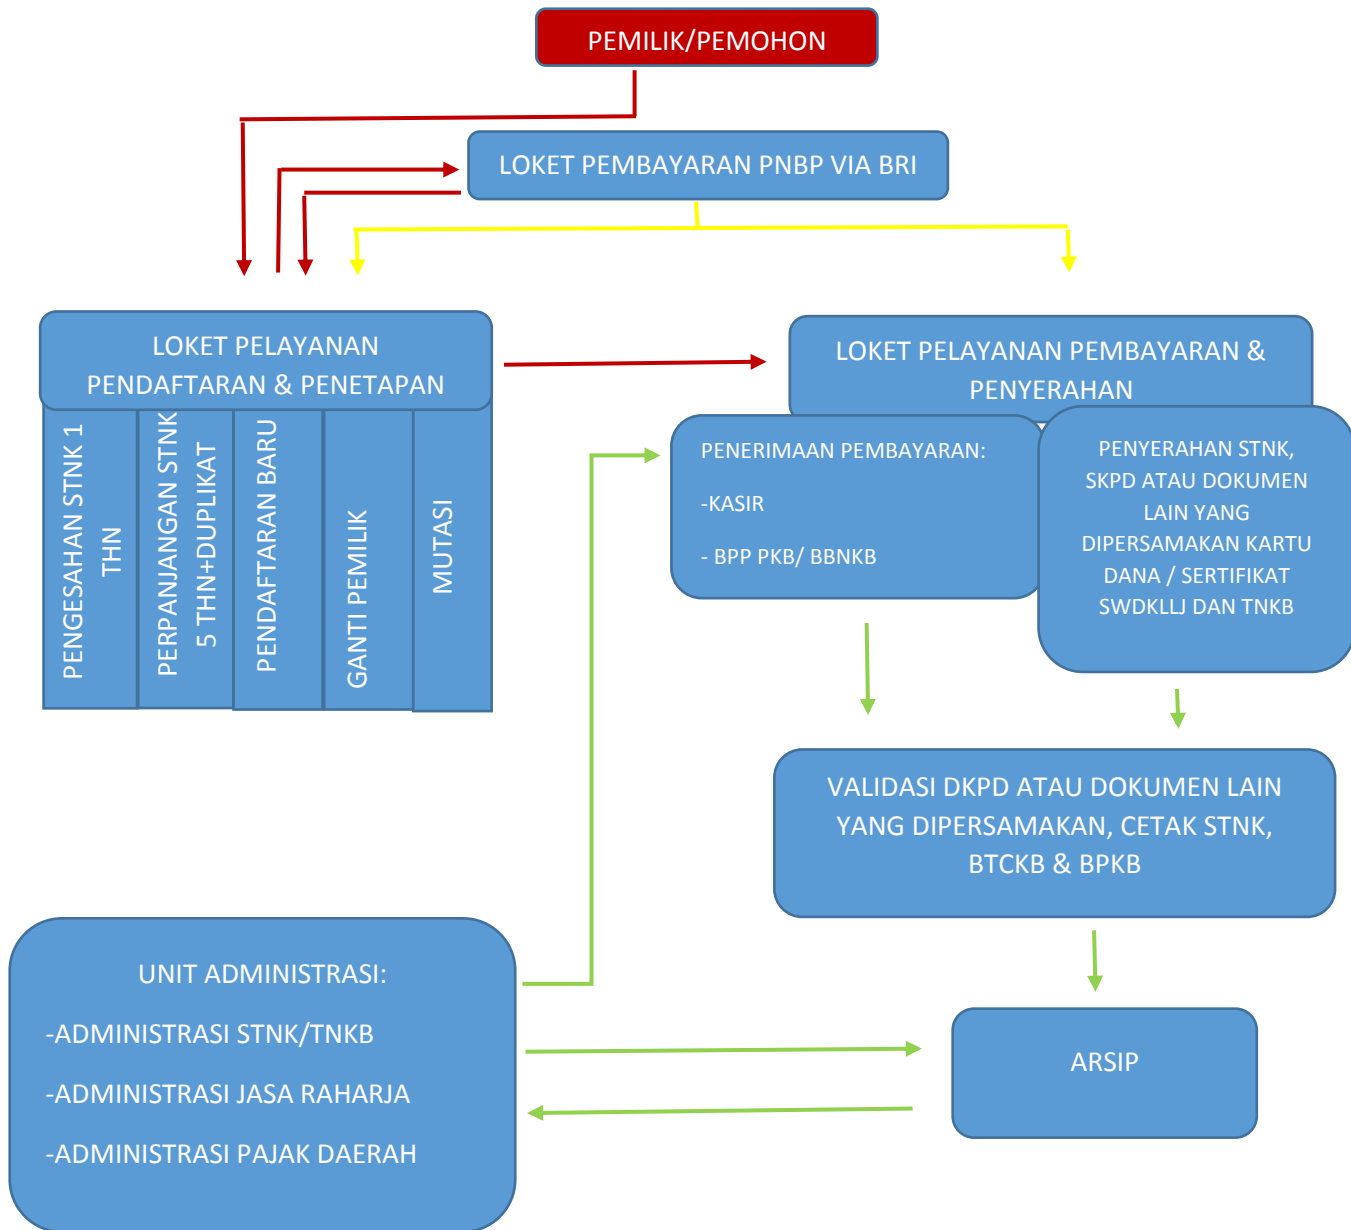 PEMILIK/PEMOHON
LOKET PEMBAYARAN PNBP VIA BRI
LOKET PELAYANAN
PENDAFTARAN & PENETAPAN
PENGESAHAN STNK 1
THN
PERPANJANGAN STNK
5 THN+DUPLIKAT
PENDAFTARAN BARU
GANTI PEMILIK
MUTASI
LOKET PELAYANAN PEMBAYARAN &
PENYERAHAN
PENERIMAAN PEMBAYARAN:
-KASIR
- BPP PKB/ BBNKB
PENYERAHAN STNK,
SKPD ATAU DOKUMEN
LAIN YANG
DIPERSAMAKAN KARTU
DANA / SERTIFIKAT
SWDKLLJ DAN TNKB
VALIDASI DKPD ATAU DOKUMEN LAIN
YANG DIPERSAMAKAN, CETAK STNK,
BTCKB & BPKB
UNIT ADMINISTRASI:
-ADMINISTRASI STNK/TNKB
-ADMINISTRASI JASA RAHARJA
-ADMINISTRASI PAJAK DAERAH
ARSIP